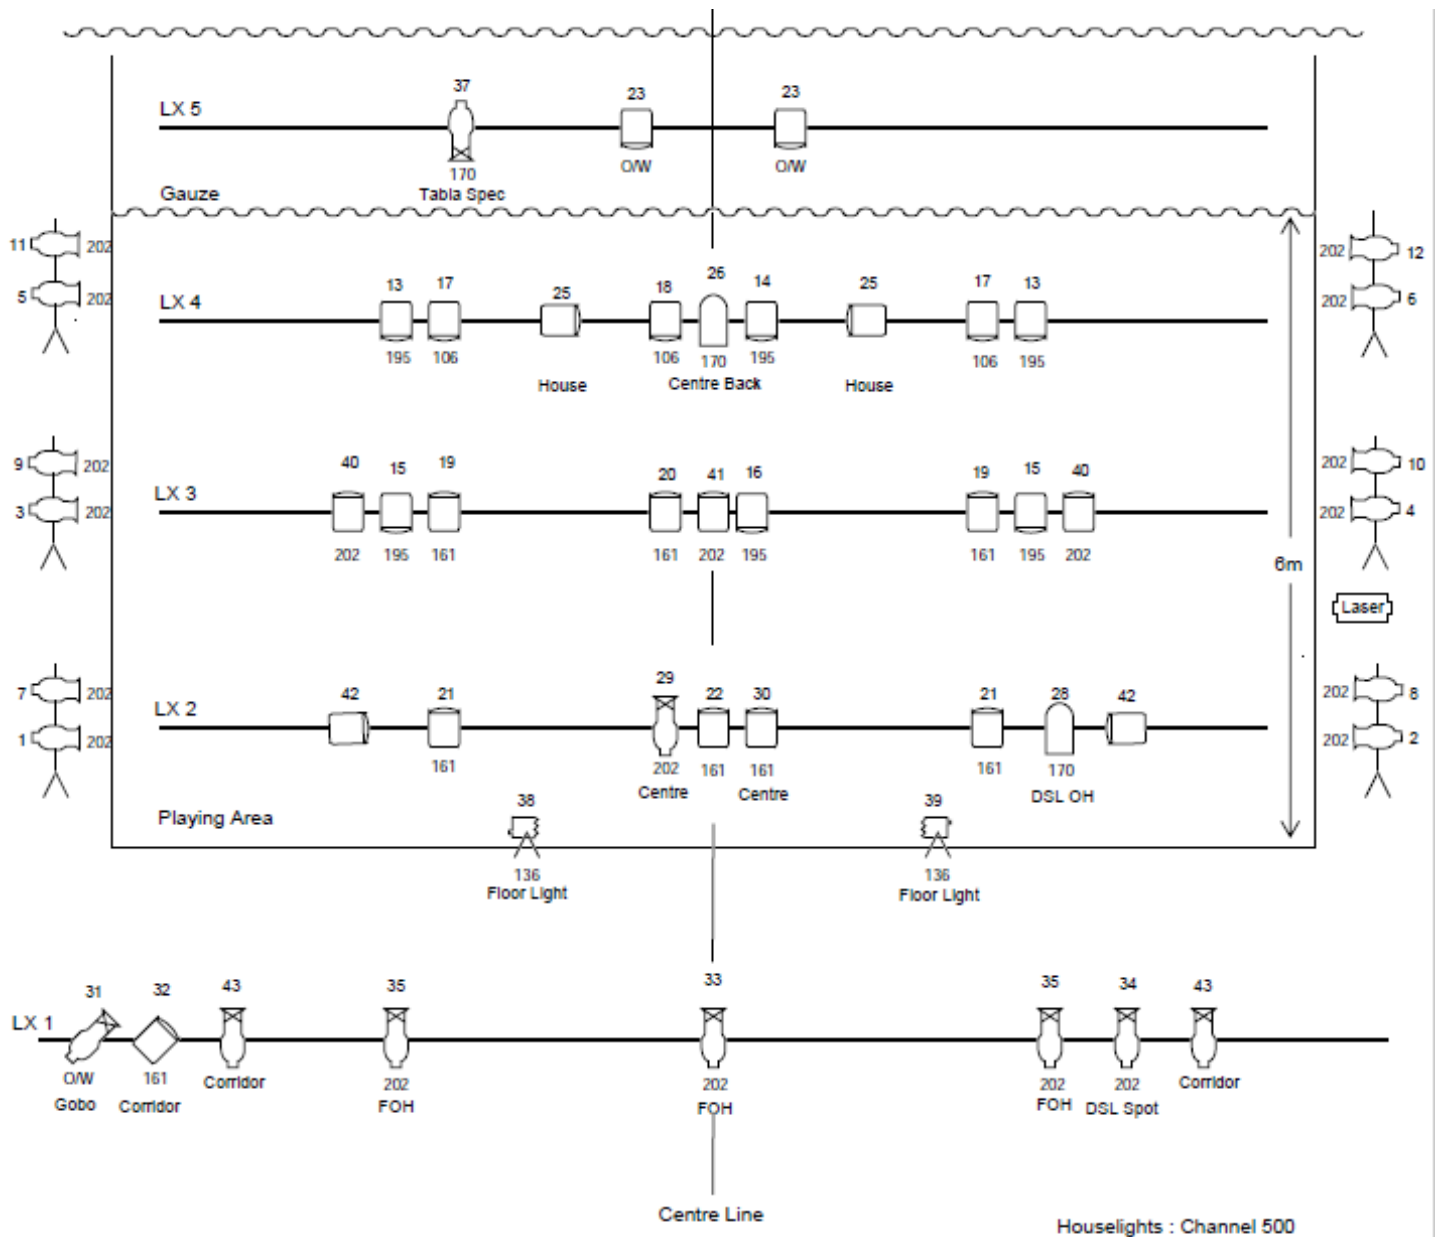 37 23 23
LX 5
170 O/W O/W
Tabla Spec
Gauze
11 202 202 12
5 202 202 6
13 17 25 18 26 14 25 17 13
LX 4
195 106 106 170 195 106 195
House Centre Back House
9 202 202 10
3 202 202 4
40 15 19 20 41 16 19 15 40
LX 3
202 195 161 161 202 195 161 195 202
6m
Laser
7 202 202 8
1 202 202 2
42 21 29 22 30 21 28 42
LX 2
161 202 161 161 161 170
Centre Centre DSL OH
Playing Area
38 39
136 136
Floor Light Floor Light
31 32 43 35 33 35 34 43
LX 1
O/W 161 Corridor 202 202 202 202 Corridor
Gobo Corridor FOH FOH FOH DSL Spot
Centre Line
Houselights : Channel 500